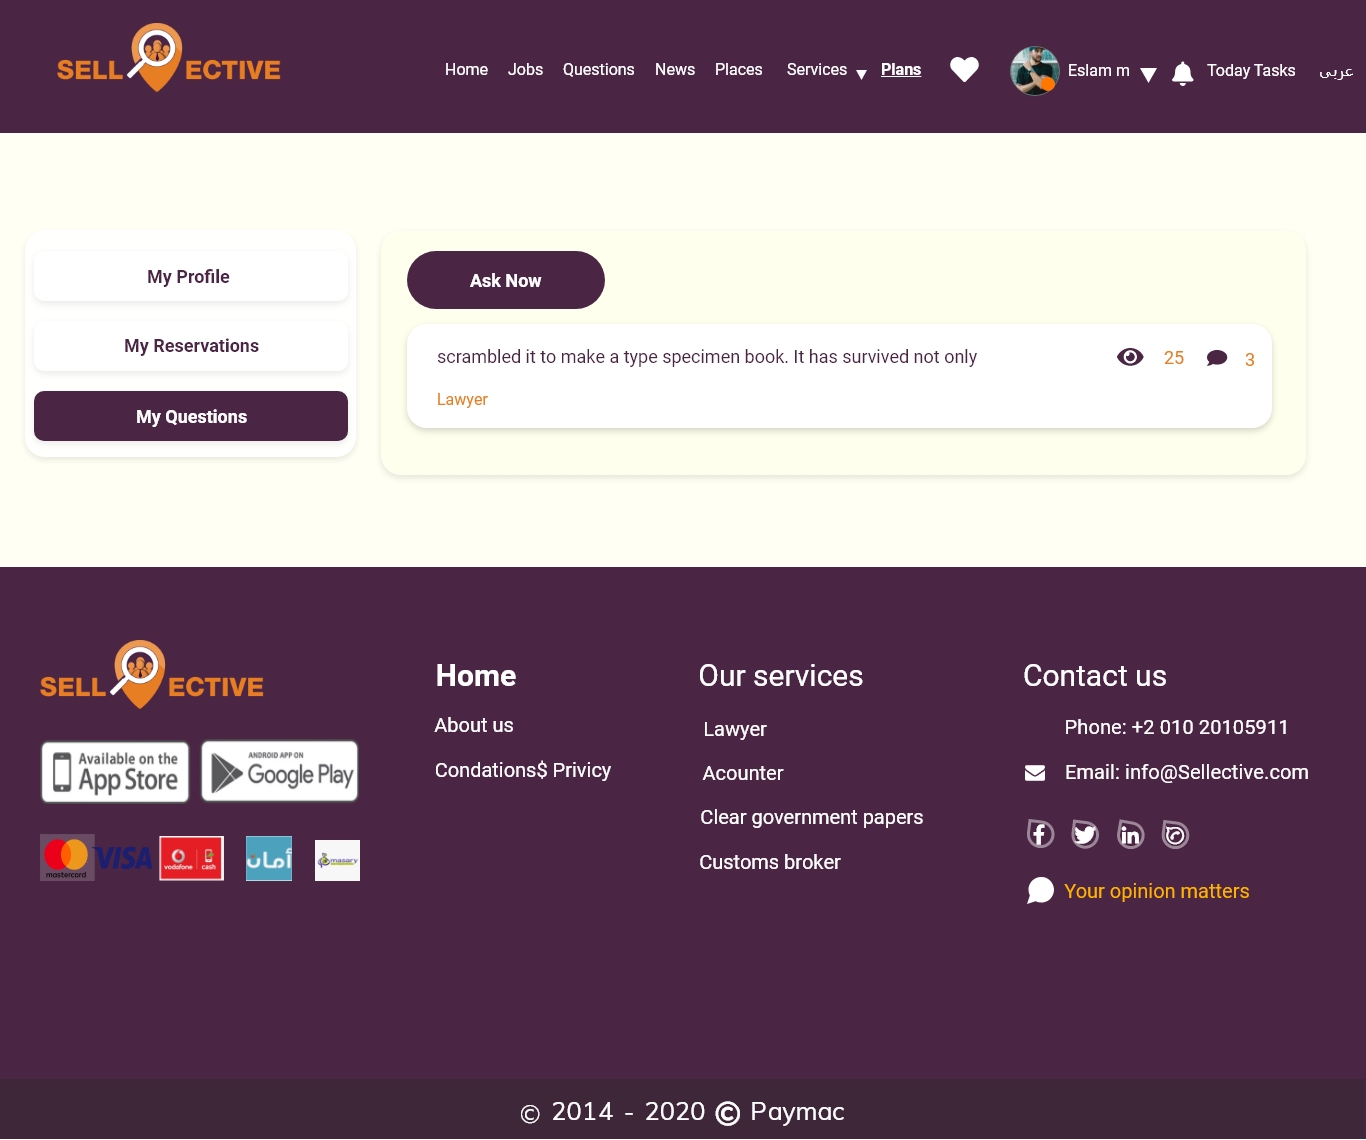 SELL ECTIVE
Home Jobs Questions News Places Services Plans Eslam m Today Tasks عربى
My Profile
My Reservations
My Questions
Ask Now
scrambled it to make a type specimen book. It has survived not only 25 3
Lawyer
SELL ECTIVE
Available on the
App Store
ANDROID APP ON
Google Play
mastercard
VISA
vodafone cash
أمان
masary
Home
About us
Condations$ Privicy
Our services
Lawyer
Acounter
Clear government papers
Customs broker
Contact us
Phone: +2 010 20105911
Email: info@Sellective.com
Your opinion matters
© 2014 - 2020 © Paymac